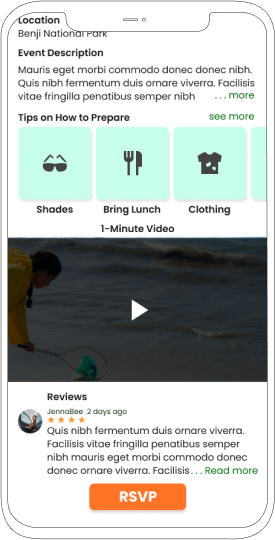 Location
Benji National Park
Event Description
Mauris eget morbi commodo donec donec nibh.
Quis nibh fermentum duis ornare viverra. Facilisis
vitae fringilla penatibus semper nibh ... more
Tips on How to Prepare see more
Shades Bring Lunch Clothing
1-Minute Video
Reviews
JennaBee 2 days ago
Quis nibh fermentum duis ornare viverra.
Facilisis vitae fringilla penatibus semper
nibh mauris eget morbi commodo donec
donec ornare viverra. Facilisis... Read more
RSVP